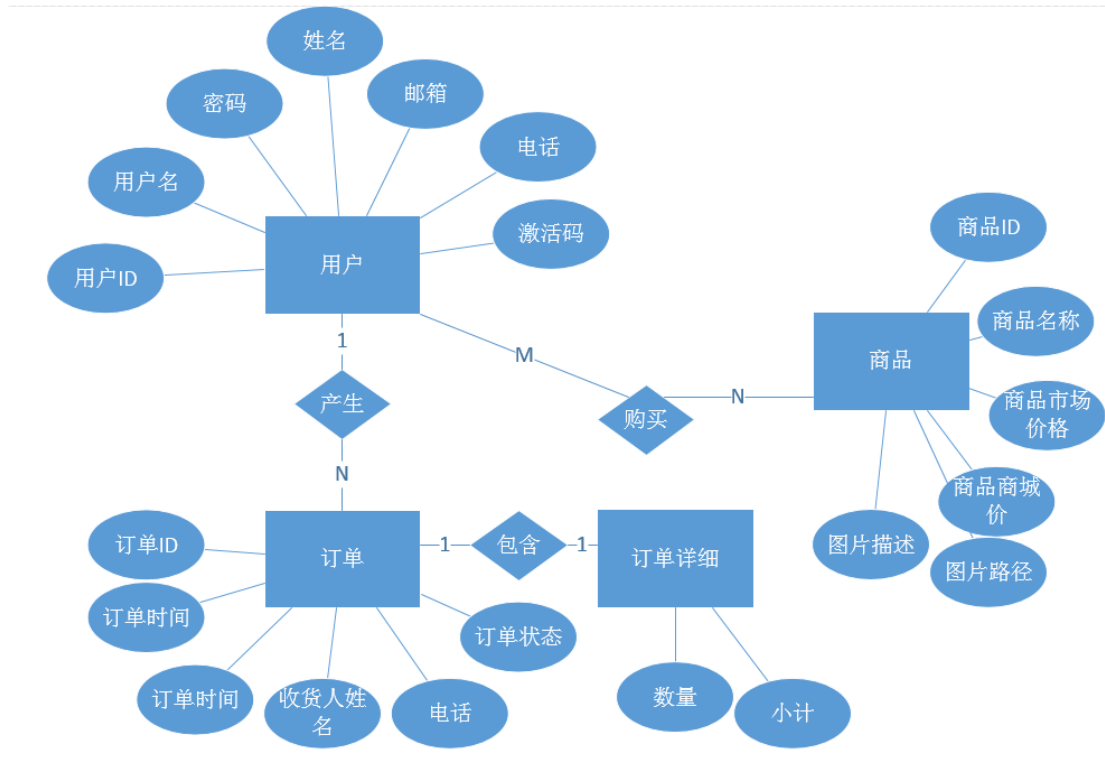 姓名
密码
邮箱
电话
用户名
激活码
用户ID
用户
商品ID
商品名称
1
M
商品
产生
购买
N
商品市场
价格
N
商品商城
价
订单ID
订单
1
包含
1
订单详细
图片描述
图片路径
订单时间
订单状态
订单时间
收货人姓
名
电话
数量
小计